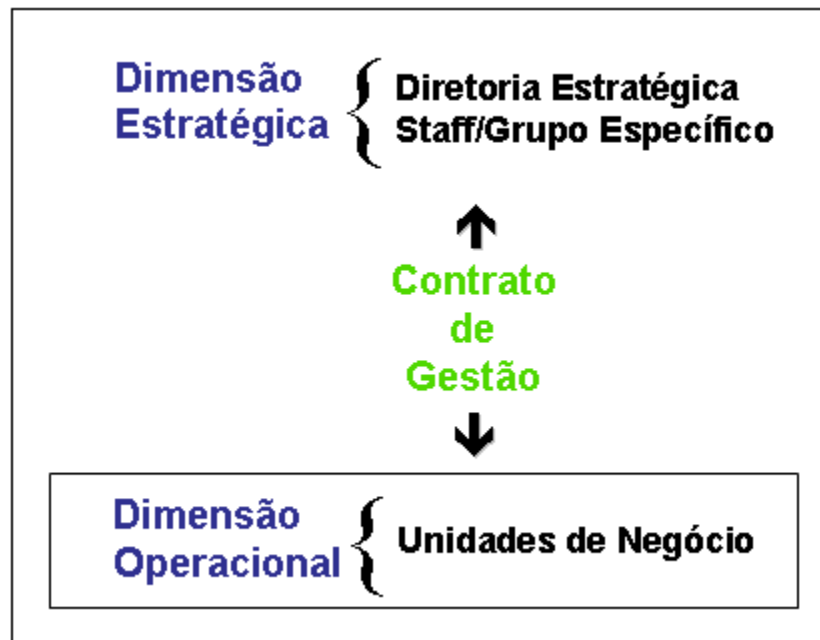 Dimensão
Estratégica
Diretoria Estratégica
Staff/Grupo Específico
Contrato
de
Gestão
Dimensão
Operacional
Unidades de Negócio